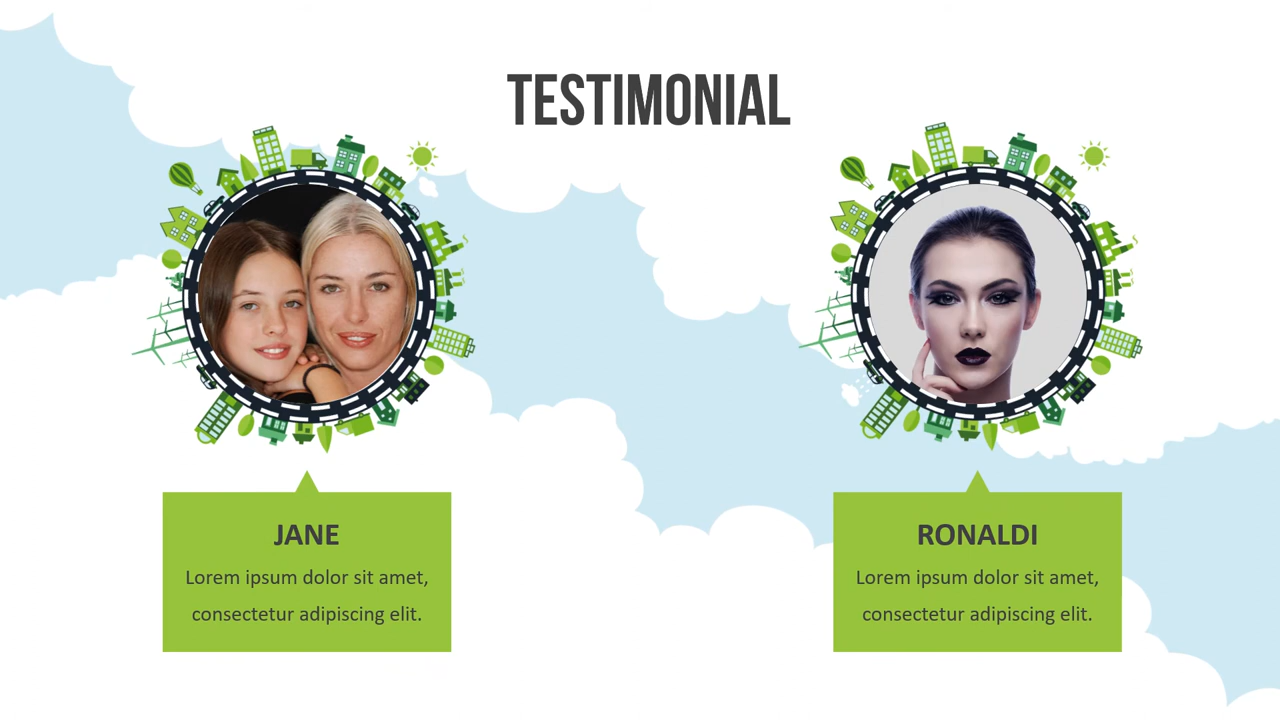 TESTIMONIAL
JANE
Lorem ipsum dolor sit amet,
consectetur adipiscing elit.
RONALDI
Lorem ipsum dolor sit amet,
consectetur adipiscing elit.